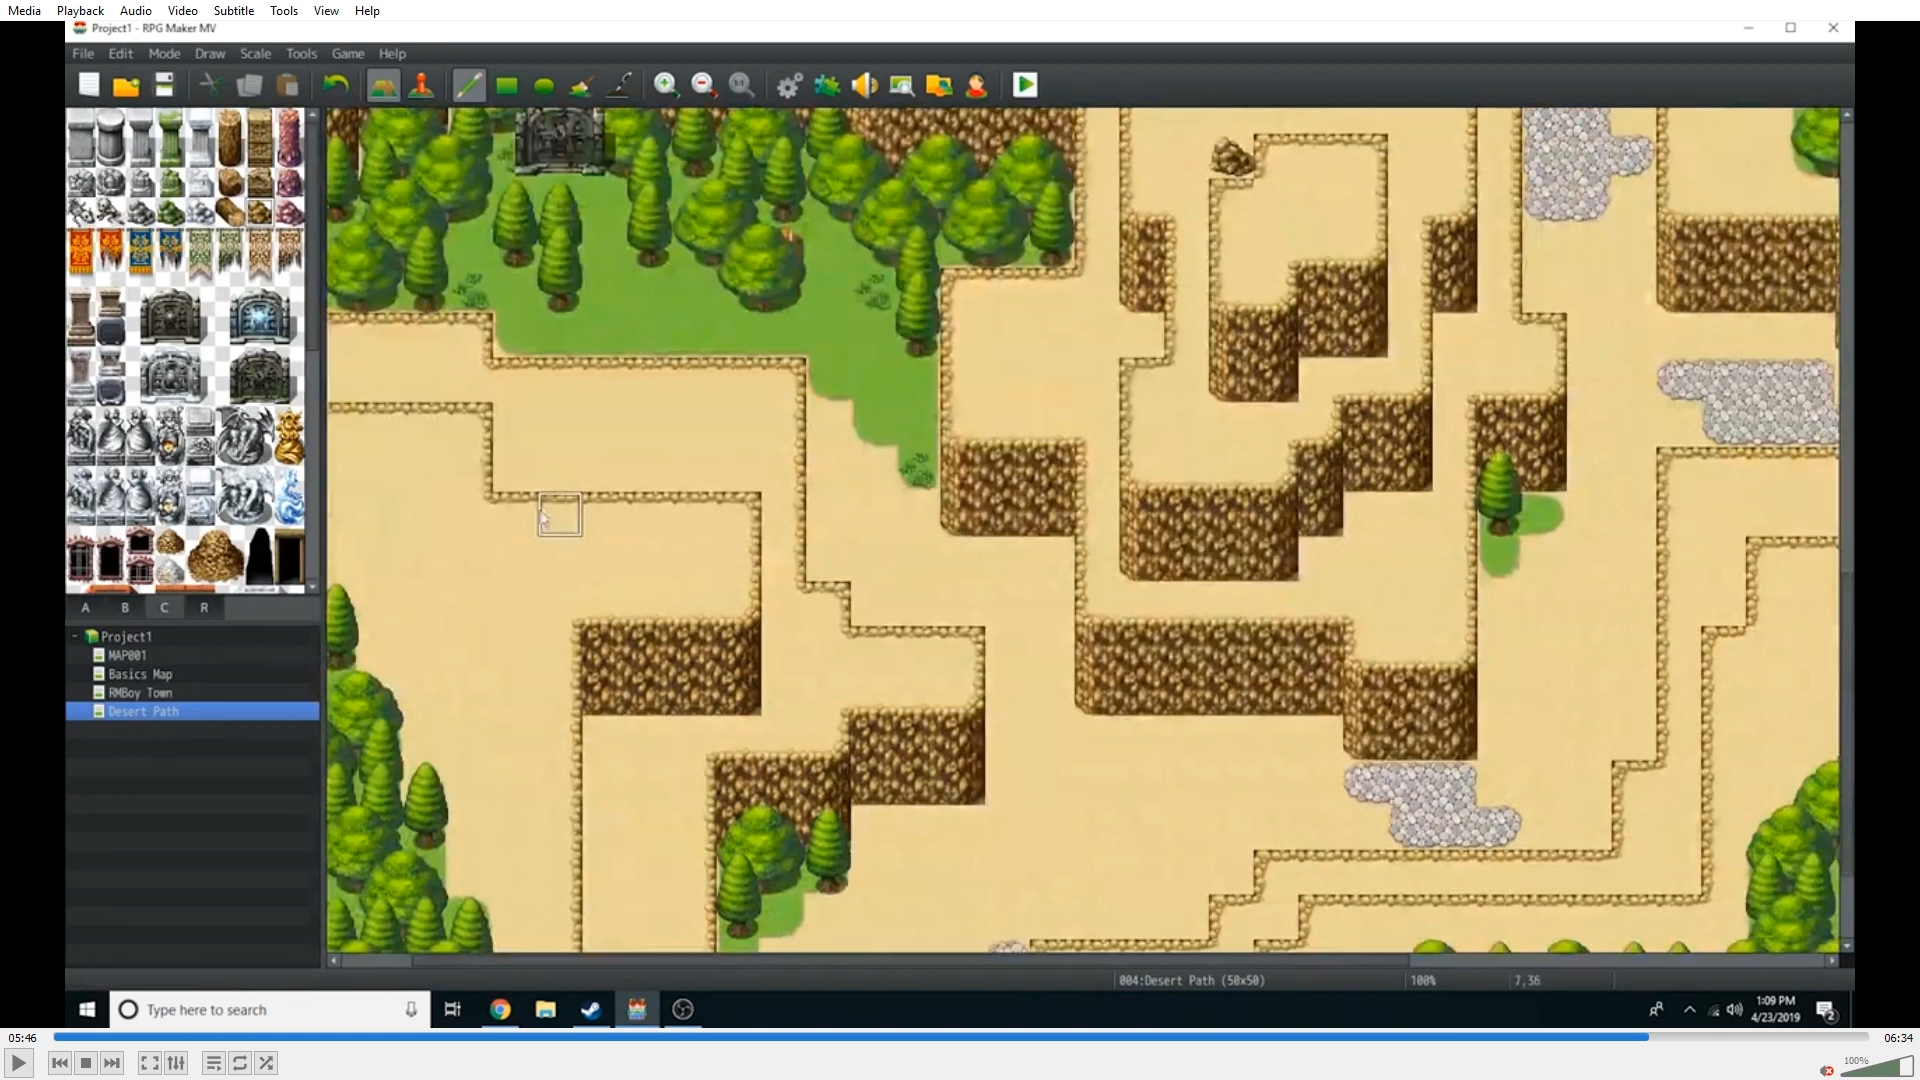 Media Playback Audio Video Subtitle Tools View Help
Project1 - RPG Maker MV
File Edit Mode Draw Scale Tools Game Help
A B C R
Project1
MAP001
Basics Map
RMBoy Town
Desert Path
004:Desert Path (50x50) 100% 7,36
Type here to search
1:09 PM
4/23/2019
2
05:46 06:34
100%